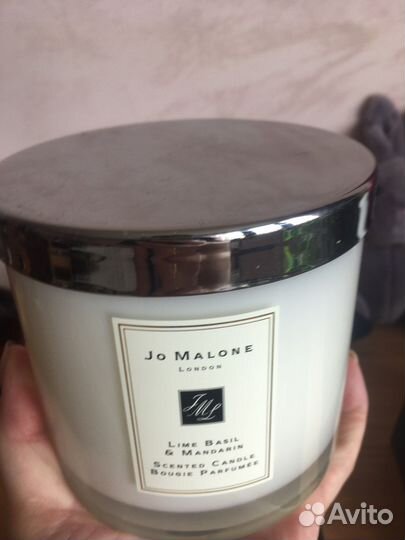 JO MALONE
LONDON
JML
LIME BASIL
& MANDARIN
SCENTED CANDLE
BOUGIE PARFUMÉE
Avito